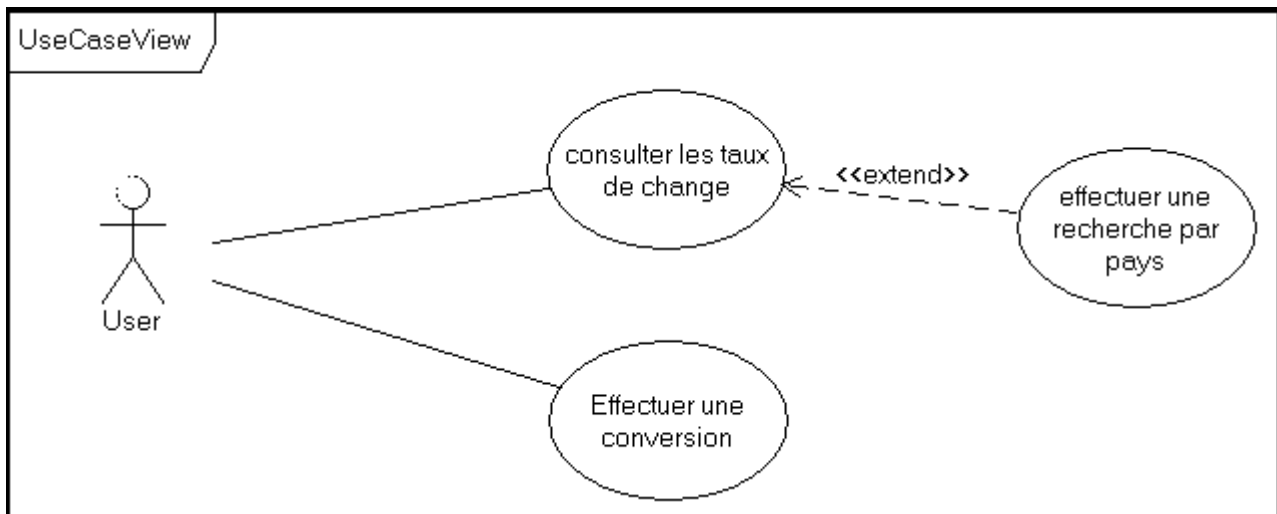 UseCaseView
consulter les taux
de change
<<extend>>
effectuer une
recherche par
pays
User
Effectuer une
conversion